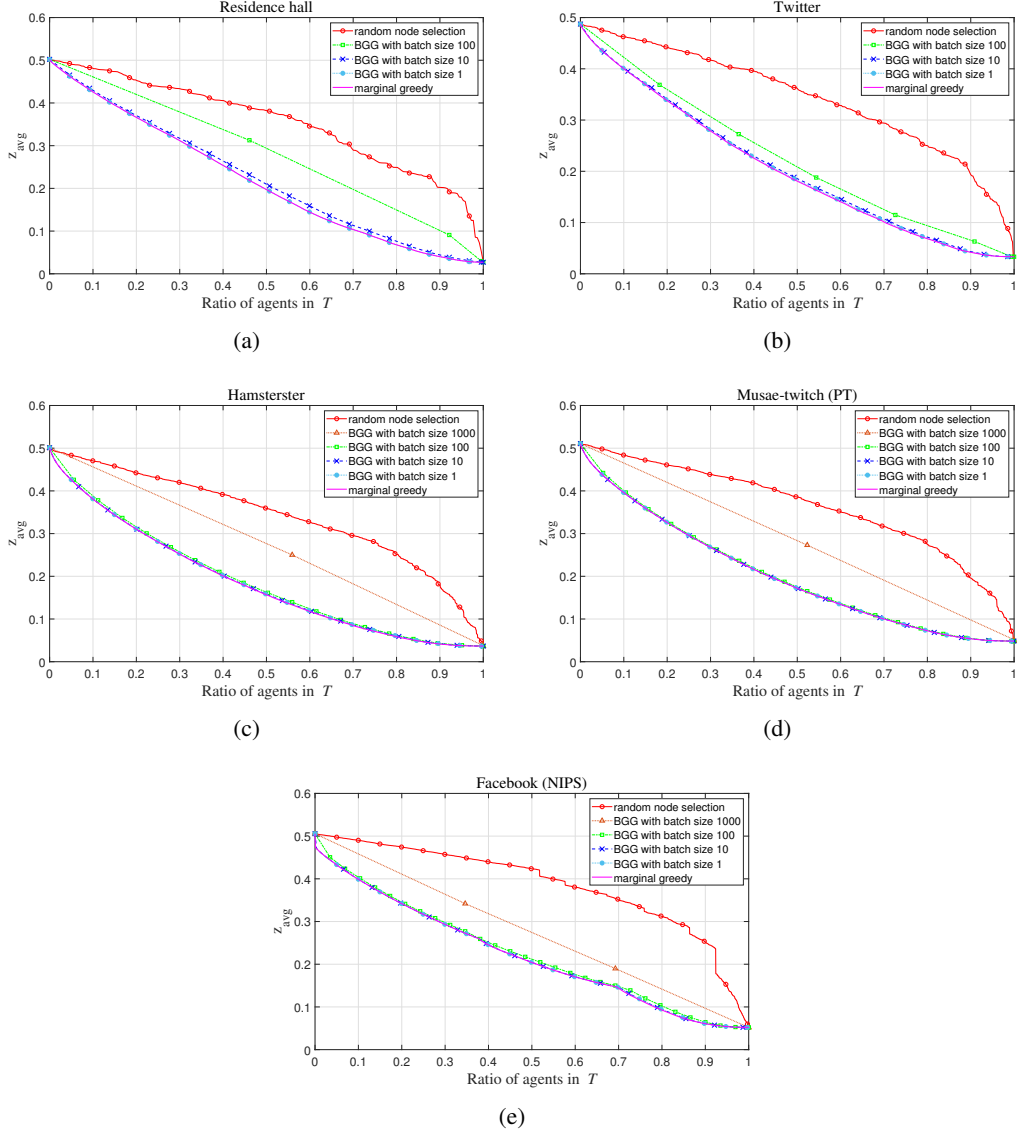 Residence hall
0.6
0.5
0.4
0.3
0.2
0.1
0
z_avg
random node selection
BGG with batch size 100
BGG with batch size 10
BGG with batch size 1
marginal greedy
0 0.1 0.2 0.3 0.4 0.5 0.6 0.7 0.8 0.9 1
Ratio of agents in T
(a)
Twitter
0.5
0.4
0.3
0.2
0.1
0
z_avg
random node selection
BGG with batch size 100
BGG with batch size 10
BGG with batch size 1
marginal greedy
0 0.1 0.2 0.3 0.4 0.5 0.6 0.7 0.8 0.9 1
Ratio of agents in T
(b)
Hamsterster
0.6
0.5
0.4
0.3
0.2
0.1
0
z_avg
random node selection
BGG with batch size 1000
BGG with batch size 100
BGG with batch size 10
BGG with batch size 1
marginal greedy
0 0.1 0.2 0.3 0.4 0.5 0.6 0.7 0.8 0.9 1
Ratio of agents in T
(c)
Musae-twitch (PT)
0.6
0.5
0.4
0.3
0.2
0.1
0
z_avg
random node selection
BGG with batch size 1000
BGG with batch size 100
BGG with batch size 10
BGG with batch size 1
marginal greedy
0 0.1 0.2 0.3 0.4 0.5 0.6 0.7 0.8 0.9 1
Ratio of agents in T
(d)
Facebook (NIPS)
0.6
0.5
0.4
0.3
0.2
0.1
0
z_avg
random node selection
BGG with batch size 1000
BGG with batch size 100
BGG with batch size 10
BGG with batch size 1
marginal greedy
0 0.1 0.2 0.3 0.4 0.5 0.6 0.7 0.8 0.9 1
Ratio of agents in T
(e)